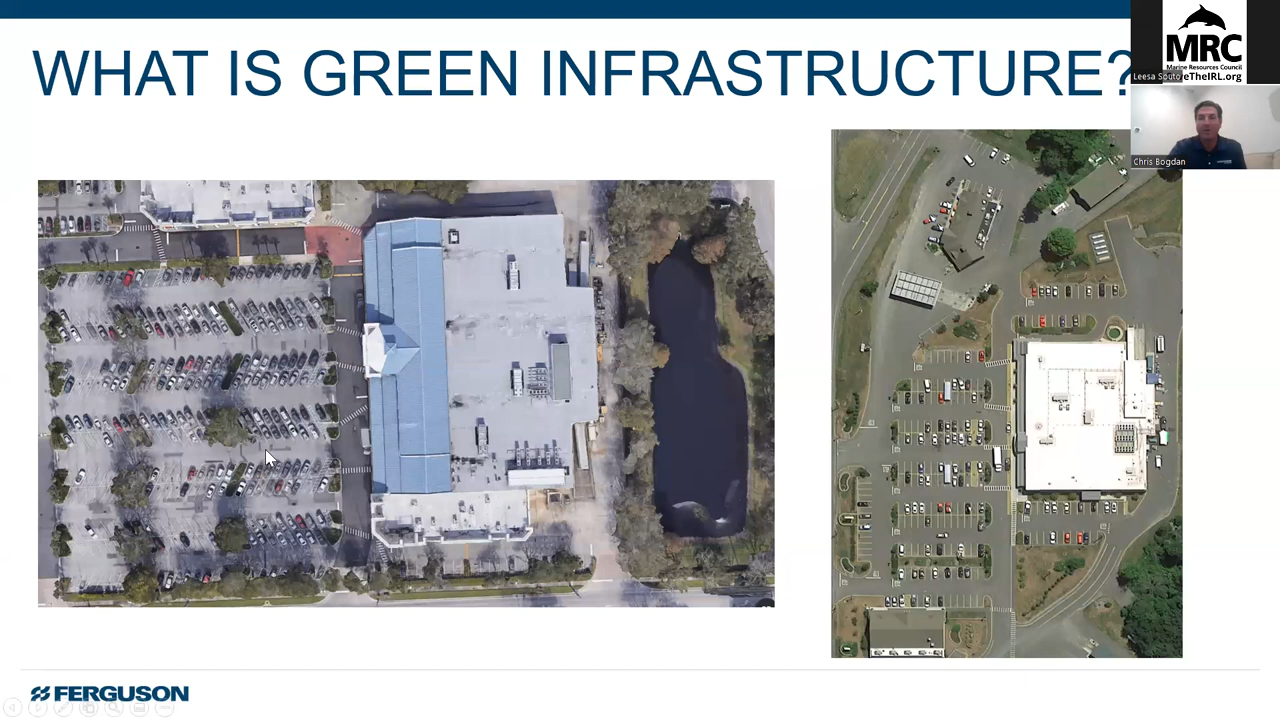 WHAT IS GREEN INFRASTRUCTURE?
MRC
Marine Resources Council
Leesa Souto
eTheIRL.org
Chris Bogdan
FERGUSON